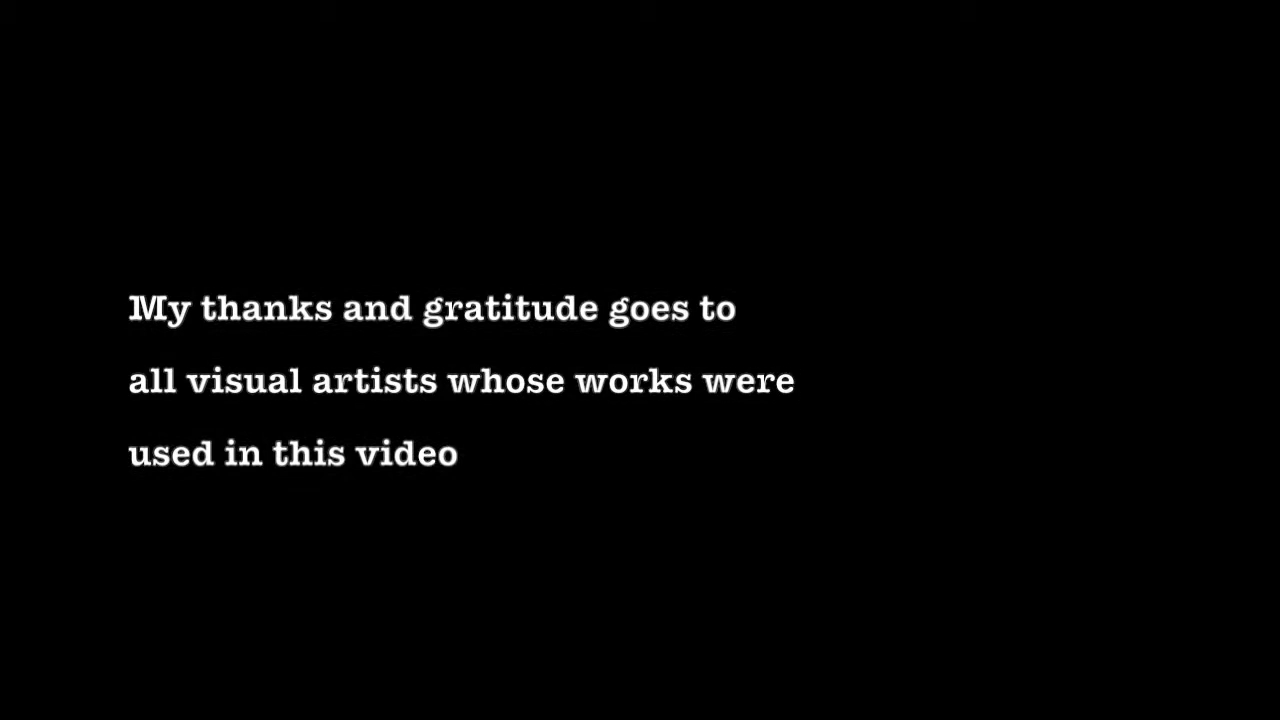 My thanks and gratitude goes to
all visual artists whose works were
used in this video